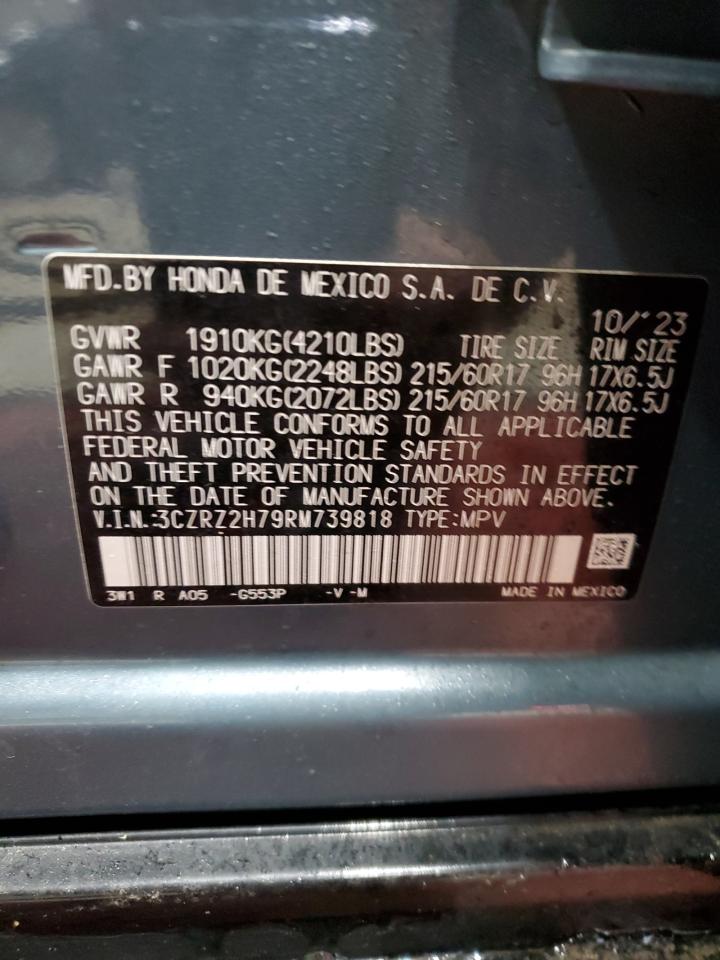 MFD.BY HONDA DE MEXICO S.A. DE C.V.
10/'23
GVWR 1910KG(4210LBS) TIRE SIZE RIM SIZE
GAWR F 1020KG(2248LBS) 215/60R17 96H 17X6.5J
GAWR R 940KG(2072LBS) 215/60R17 96H 17X6.5J
THIS VEHICLE CONFORMS TO ALL APPLICABLE
FEDERAL MOTOR VEHICLE SAFETY
AND THEFT PREVENTION STANDARDS IN EFFECT
ON THE DATE OF MANUFACTURE SHOWN ABOVE.
V.I.N.:3CZRZ2H79RM739818 TYPE:MPV
3W1 R A05 -G553P -V -M MADE IN MEXICO